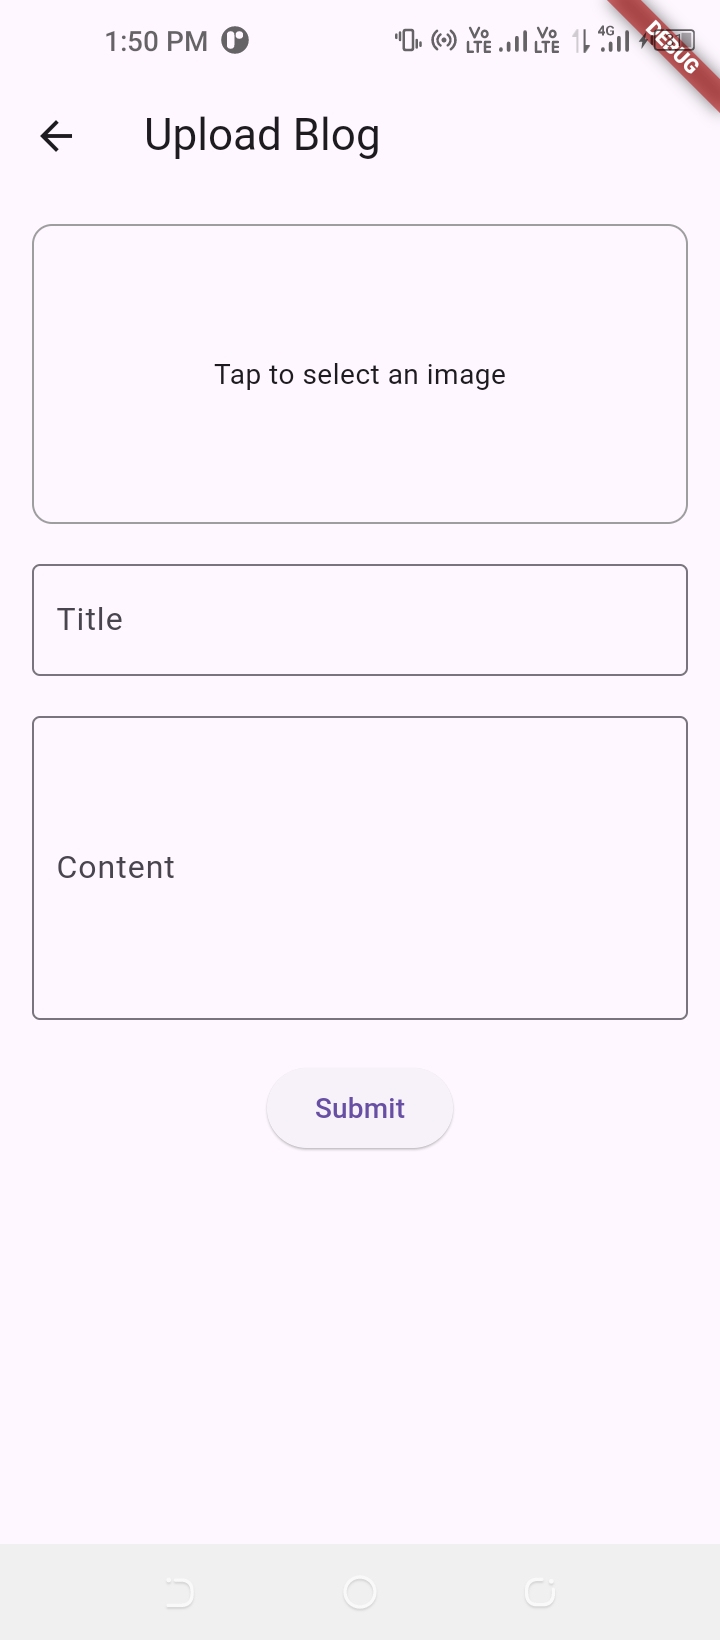 1:50 PM
Vo LTE
Vo LTE
4G
DEBUG
Upload Blog
Tap to select an image
Title
Content
Submit